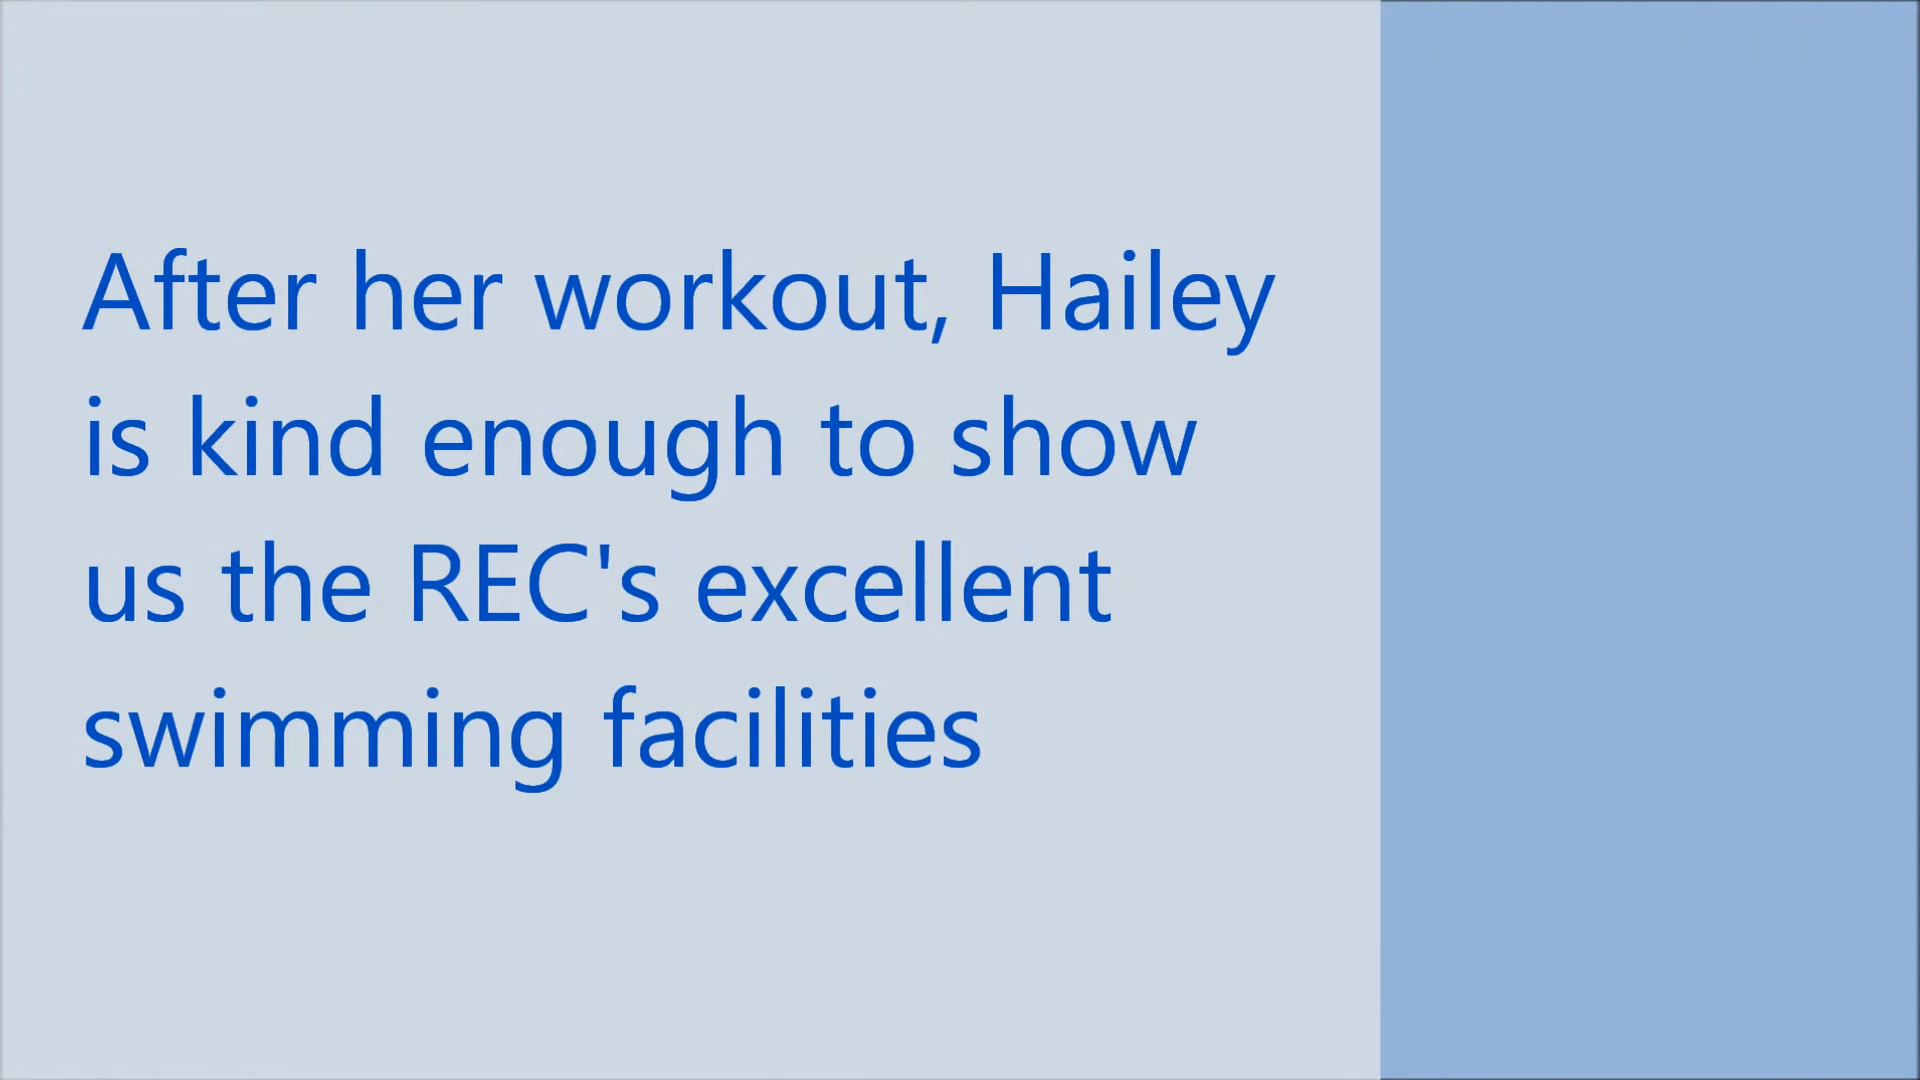 After her workout, Hailey
is kind enough to show
us the REC's excellent
swimming facilities